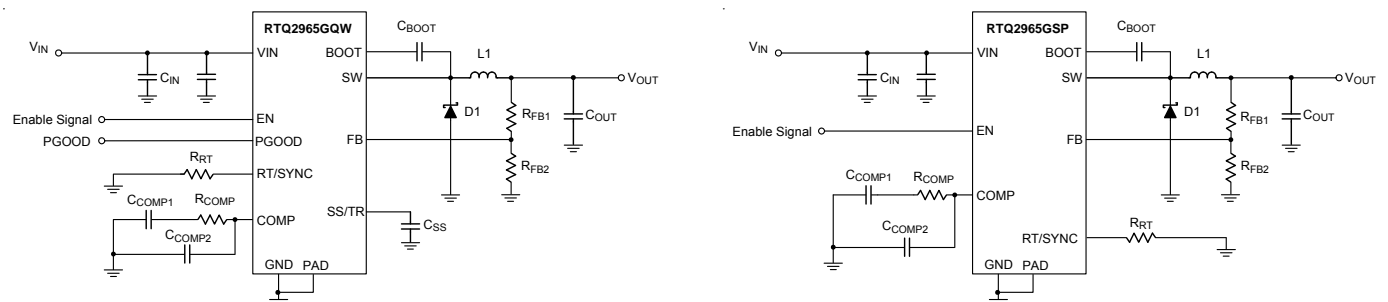 RTQ2965GQW
VIN
VIN
CIN
BOOT
CBOOT
SW
L1
VOUT
D1
RFB1
COUT
Enable Signal
EN
PGOOD
PGOOD
FB
RFB2
RRT
RT/SYNC
CCOMP1
RCOMP
COMP
CCOMP2
SS/TR
CSS
GND
PAD
RTQ2965GSP
VIN
VIN
CIN
BOOT
CBOOT
SW
L1
VOUT
D1
RFB1
COUT
Enable Signal
EN
FB
RFB2
CCOMP1
RCOMP
COMP
CCOMP2
RT/SYNC
RRT
GND
PAD